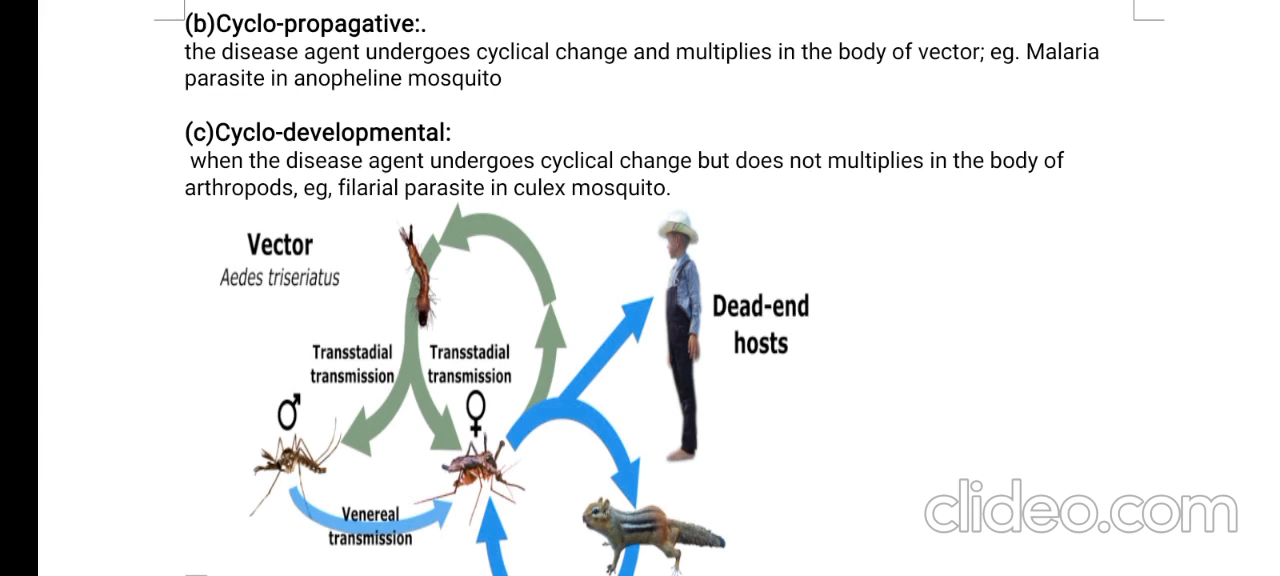 (b)Cyclo-propagative:.
the disease agent undergoes cyclical change and multiplies in the body of vector; eg. Malaria
parasite in anopheline mosquito
(c)Cyclo-developmental:
when the disease agent undergoes cyclical change but does not multiplies in the body of
arthropods, eg, filarial parasite in culex mosquito.
Vector
Aedes triseriatus
Dead-end
hosts
Transstadial
transmission
Transstadial
transmission
♂
♀
Venereal
transmission
clideo.com